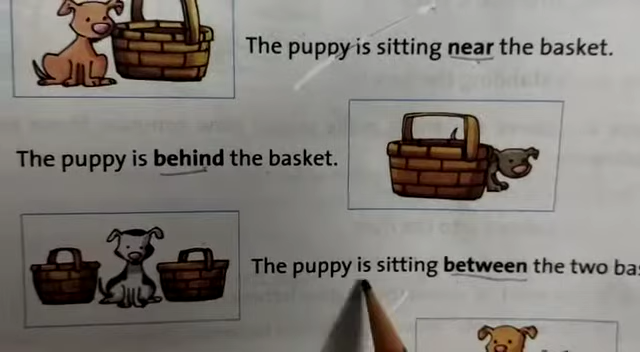 The puppy is sitting near the basket.
The puppy is behind the basket.
The puppy is sitting between the two